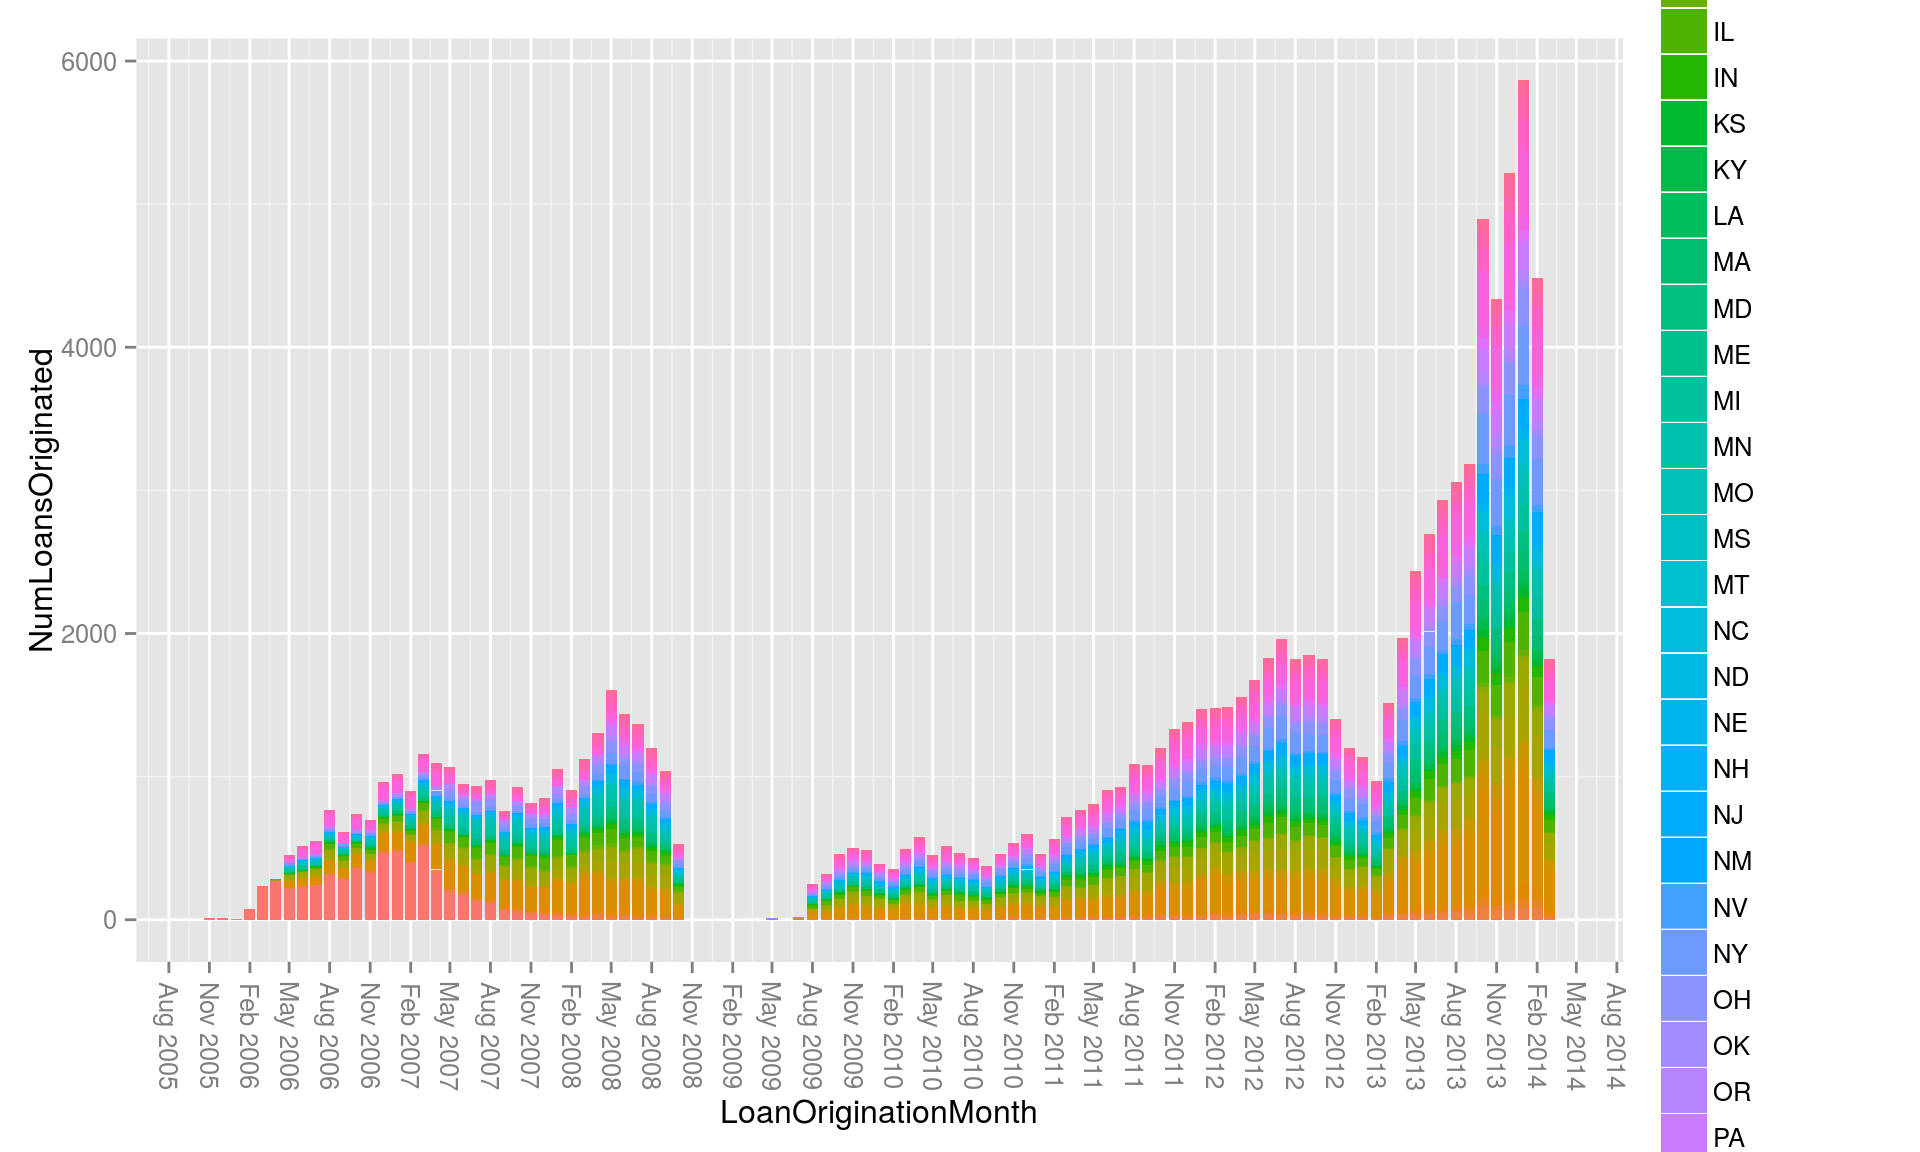 6000
4000
2000
0
NumLoansOriginated
Aug 2005
Nov 2005
Feb 2006
May 2006
Aug 2006
Nov 2006
Feb 2007
May 2007
Aug 2007
Nov 2007
Feb 2008
May 2008
Aug 2008
Nov 2008
Feb 2009
May 2009
Aug 2009
Nov 2009
Feb 2010
May 2010
Aug 2010
Nov 2010
Feb 2011
May 2011
Aug 2011
Nov 2011
Feb 2012
May 2012
Aug 2012
Nov 2012
Feb 2013
May 2013
Aug 2013
Nov 2013
Feb 2014
May 2014
Aug 2014
LoanOriginationMonth
IL
IN
KS
KY
LA
MA
MD
ME
MI
MN
MO
MS
MT
NC
ND
NE
NH
NJ
NM
NV
NY
OH
OK
OR
PA